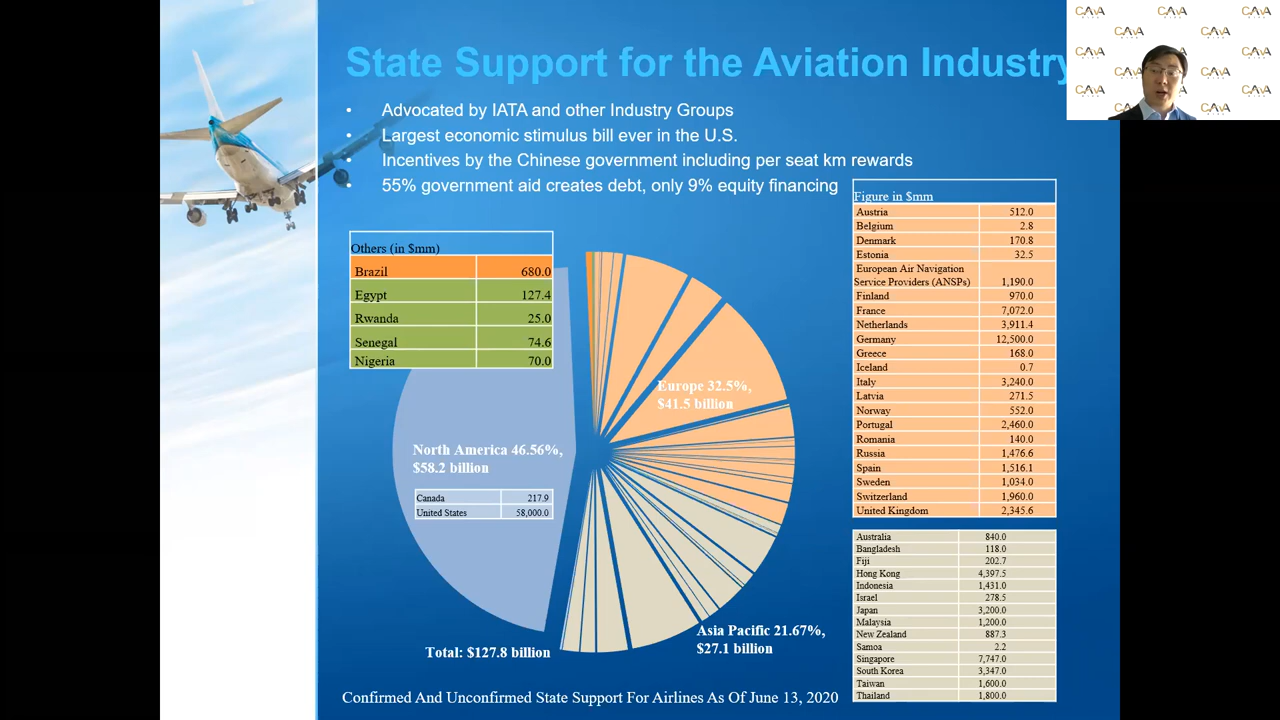 State Support for the Aviation Industry
• Advocated by IATA and other Industry Groups
• Largest economic stimulus bill ever in the U.S.
• Incentives by the Chinese government including per seat km rewards
• 55% government aid creates debt, only 9% equity financing
Others (in $mm)
Brazil 680.0
Egypt 127.4
Rwanda 25.0
Senegal 74.6
Nigeria 70.0
North America 46.56%,
$58.2 billion
Canada 217.9
United States 58,000.0
Europe 32.5%,
$41.5 billion
Asia Pacific 21.67%,
$27.1 billion
Total: $127.8 billion
Figure in $mm
Austria 512.0
Belgium 2.8
Denmark 170.8
Estonia 32.5
European Air Navigation
Service Providers (ANSPs) 1,190.0
Finland 970.0
France 7,072.0
Netherlands 3,911.4
Germany 12,500.0
Greece 168.0
Iceland 0.7
Italy 3,240.0
Latvia 271.5
Norway 552.0
Portugal 2,460.0
Romania 140.0
Russia 1,476.6
Spain 1,516.1
Sweden 1,034.0
Switzerland 1,960.0
United Kingdom 2,345.6
Australia 840.0
Bangladesh 118.0
Fiji 202.7
Hong Kong 4,397.5
Indonesia 1,431.0
Israel 278.5
Japan 3,200.0
Malaysia 1,200.0
New Zealand 887.3
Samoa 2.2
Singapore 7,747.0
South Korea 3,347.0
Taiwan 1,600.0
Thailand 1,800.0
Confirmed And Unconfirmed State Support For Airlines As Of June 13, 2020